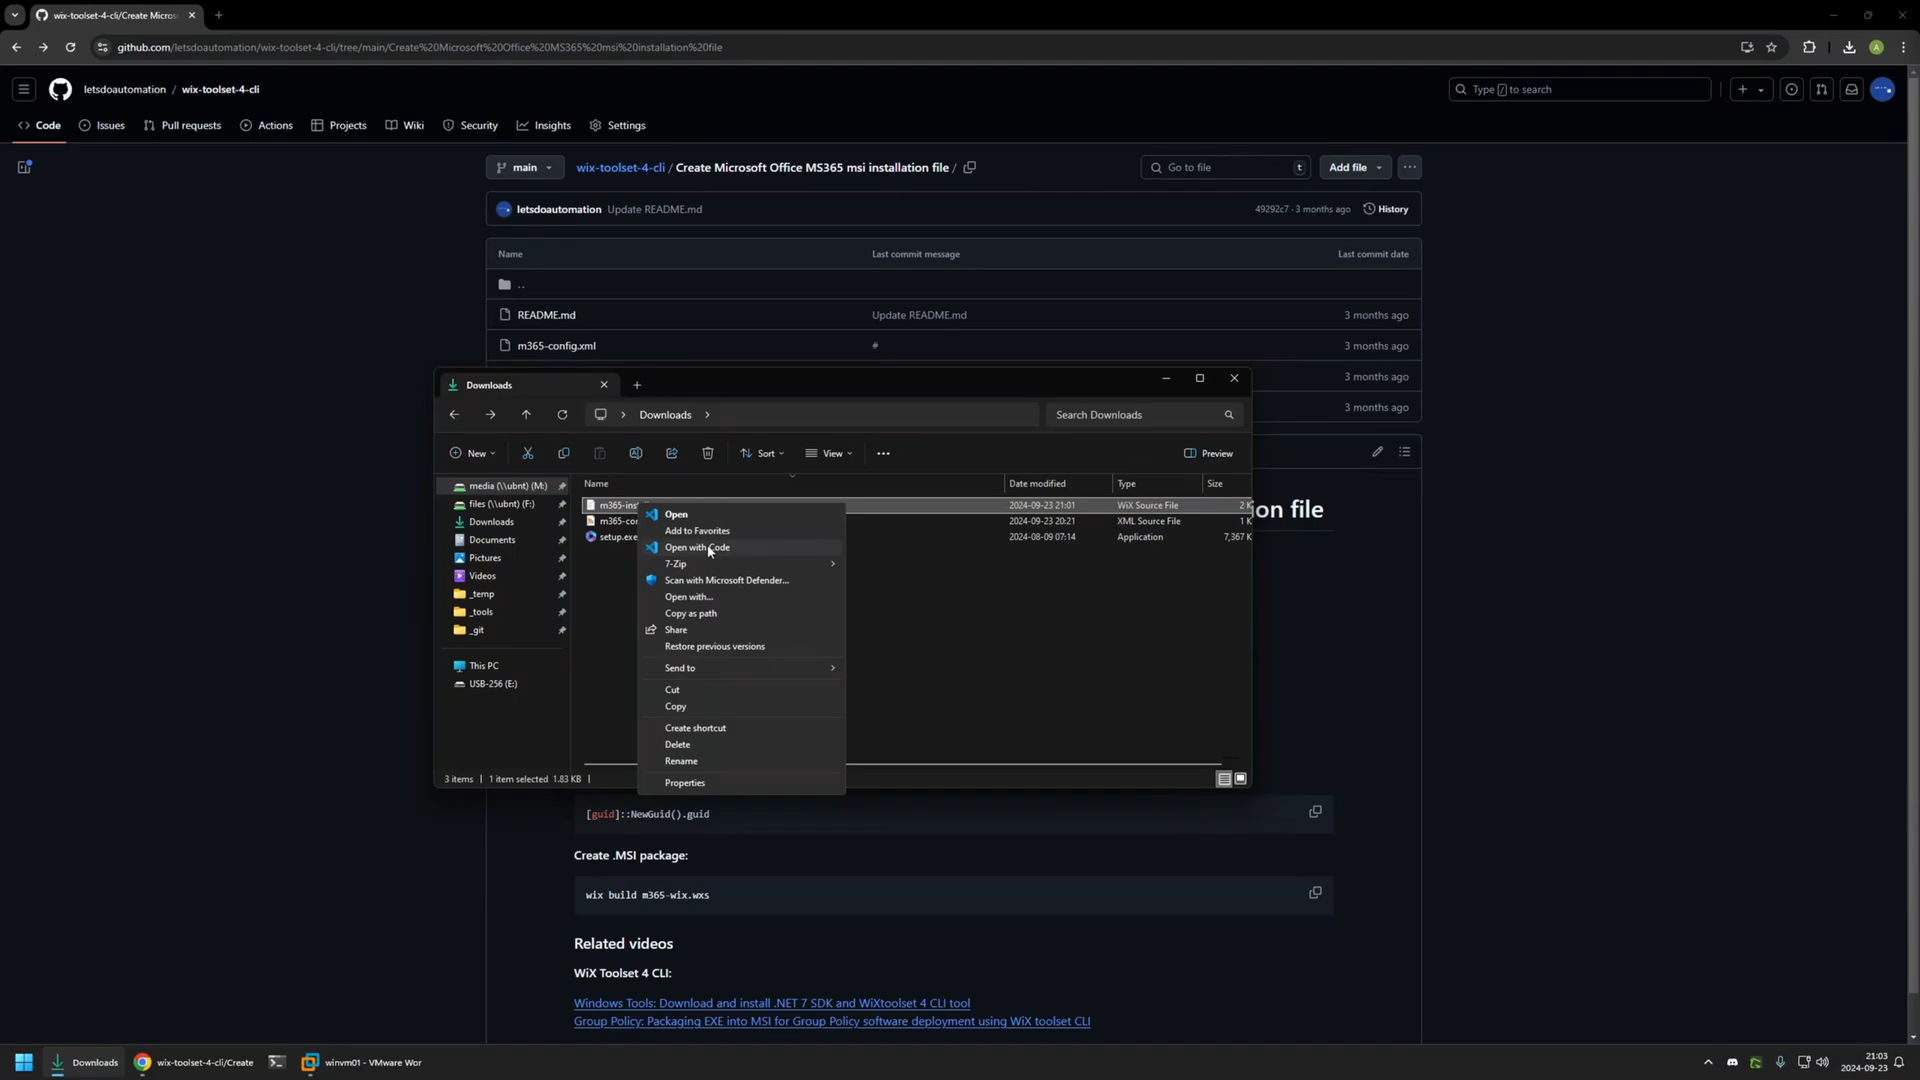 wix-toolset-4-cli/Create Micros
github.com/letsdoautomation/wix-toolset-4-cli/tree/main/Create%20Microsoft%20Office%20MS365%20msi%20installation%20file
A
letsdoautomation / wix-toolset-4-cli
Type / to search
Code
Issues
Pull requests
Actions
Projects
Wiki
Security
Insights
Settings
main
wix-toolset-4-cli / Create Microsoft Office MS365 msi installation file /
Go to file
t
Add file
letsdoautomation Update README.md
49292c7 · 3 months ago
History
Name
Last commit message
Last commit date
..
README.md
Update README.md
3 months ago
m365-config.xml
#
3 months ago
3 months ago
3 months ago
Downloads
Downloads
Search Downloads
New
Sort
View
Preview
media (\\ubnt) (M:)
files (\\ubnt) (F:)
Downloads
Documents
Pictures
Videos
_temp
_tools
_git
This PC
USB-256 (E:)
Name
Date modified
Type
Size
m365-ins
2024-09-23 21:01
WiX Source File
2 K
m365-cor
2024-09-23 20:21
XML Source File
1 K
setup.exe
2024-08-09 07:14
Application
7,367 K
Open
Add to Favorites
Open with Code
7-Zip
Scan with Microsoft Defender...
Open with...
Copy as path
Share
Restore previous versions
Send to
Cut
Copy
Create shortcut
Delete
Rename
Properties
3 items
1 item selected 1.83 KB
on file
[guid]::NewGuid().guid
Create .MSI package:
wix build m365-wix.wxs
Related videos
WiX Toolset 4 CLI:
Windows Tools: Download and install .NET 7 SDK and WiXtoolset 4 CLI tool
Group Policy: Packaging EXE into MSI for Group Policy software deployment using WiX toolset CLI
Downloads
wix-toolset-4-cli/Create
winvm01 - VMware Wor
21:03
2024-09-23